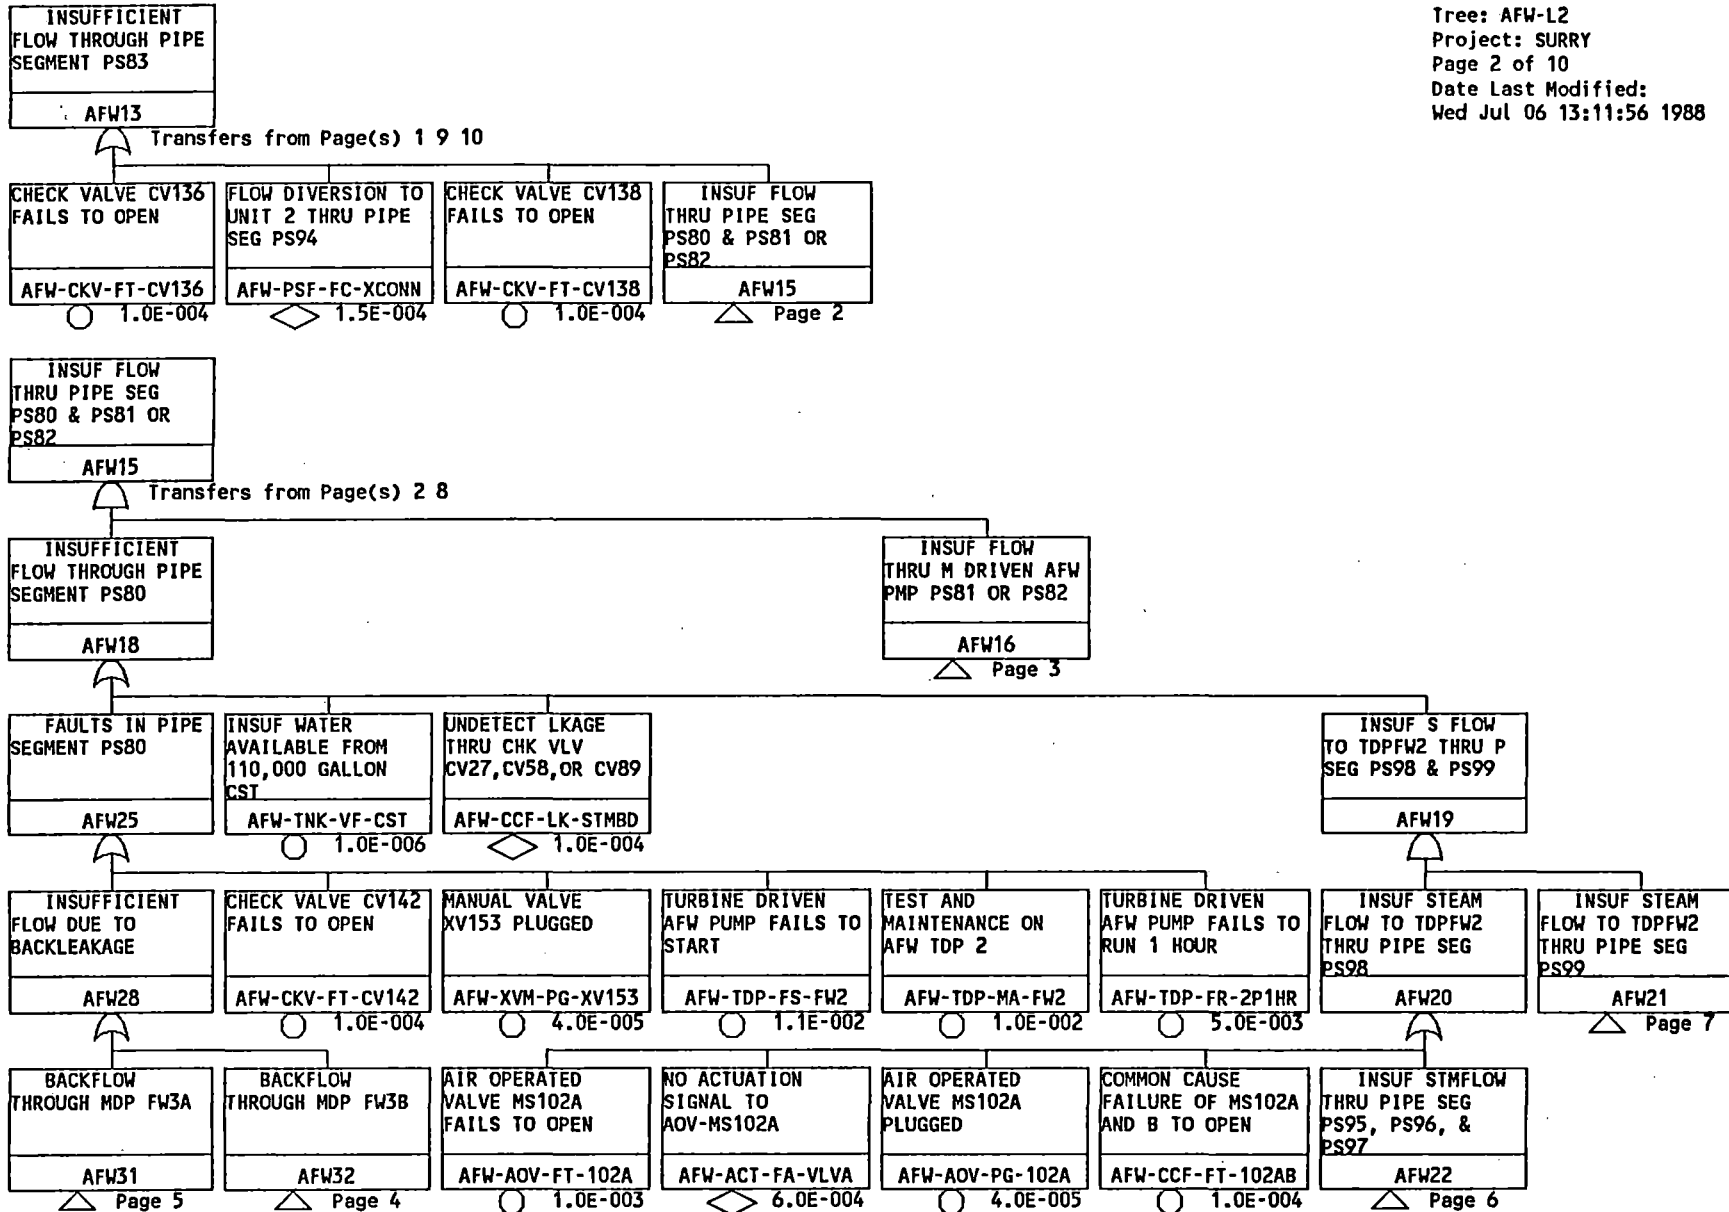 Tree: AFW-L2
Project: SURRY
Page 2 of 10
Date Last Modified:
Wed Jul 06 13:11:56 1988
INSUFFICIENT
FLOW THROUGH PIPE
SEGMENT PS83
AFW13
Transfers from Page(s) 1 9 10
CHECK VALVE CV136
FAILS TO OPEN
AFW-CKV-FT-CV136
1.0E-004
FLOW DIVERSION TO
UNIT 2 THRU PIPE
SEG PS94
AFW-PSF-FC-XCONN
1.5E-004
CHECK VALVE CV138
FAILS TO OPEN
AFW-CKV-FT-CV138
1.0E-004
INSUF FLOW
THRU PIPE SEG
PS80 & PS81 OR
PS82
AFW15
Page 2
INSUF FLOW
THRU PIPE SEG
PS80 & PS81 OR
PS82
AFW15
Transfers from Page(s) 2 8
INSUFFICIENT
FLOW THROUGH PIPE
SEGMENT PS80
AFW18
INSUF FLOW
THRU M DRIVEN AFW
PMP PS81 OR PS82
AFW16
Page 3
FAULTS IN PIPE
SEGMENT PS80
AFW25
INSUF WATER
AVAILABLE FROM
110,000 GALLON
CST
AFW-TNK-VF-CST
1.0E-006
UNDETECT LKAGE
THRU CHK VLV
CV27,CV58,OR CV89
AFW-CCF-LK-STMBD
1.0E-004
INSUF S FLOW
TO TDPFW2 THRU P
SEG PS98 & PS99
AFW19
INSUFFICIENT
FLOW DUE TO
BACKLEAKAGE
AFW28
CHECK VALVE CV142
FAILS TO OPEN
AFW-CKV-FT-CV142
1.0E-004
MANUAL VALVE
XV153 PLUGGED
AFW-XVM-PG-XV153
4.0E-005
TURBINE DRIVEN
AFW PUMP FAILS TO
START
AFW-TDP-FS-FW2
1.1E-002
TEST AND
MAINTENANCE ON
AFW TDP 2
AFW-TDP-MA-FW2
1.0E-002
TURBINE DRIVEN
AFW PUMP FAILS TO
RUN 1 HOUR
AFW-TDP-FR-2P1HR
5.0E-003
INSUF STEAM
FLOW TO TDPFW2
THRU PIPE SEG
PS98
AFW20
INSUF STEAM
FLOW TO TDPFW2
THRU PIPE SEG
PS99
AFW21
Page 7
BACKFLOW
THROUGH MDP FW3A
AFW31
Page 5
BACKFLOW
THROUGH MDP FW3B
AFW32
Page 4
AIR OPERATED
VALVE MS102A
FAILS TO OPEN
AFW-AOV-FT-102A
1.0E-003
NO ACTUATION
SIGNAL TO
AOV-MS102A
AFW-ACT-FA-VLVA
6.0E-004
AIR OPERATED
VALVE MS102A
PLUGGED
AFW-AOV-PG-102A
4.0E-005
COMMON CAUSE
FAILURE OF MS102A
AND B TO OPEN
AFW-CCF-FT-102AB
1.0E-004
INSUF STMFLOW
THRU PIPE SEG
PS95, PS96, &
PS97
AFW22
Page 6